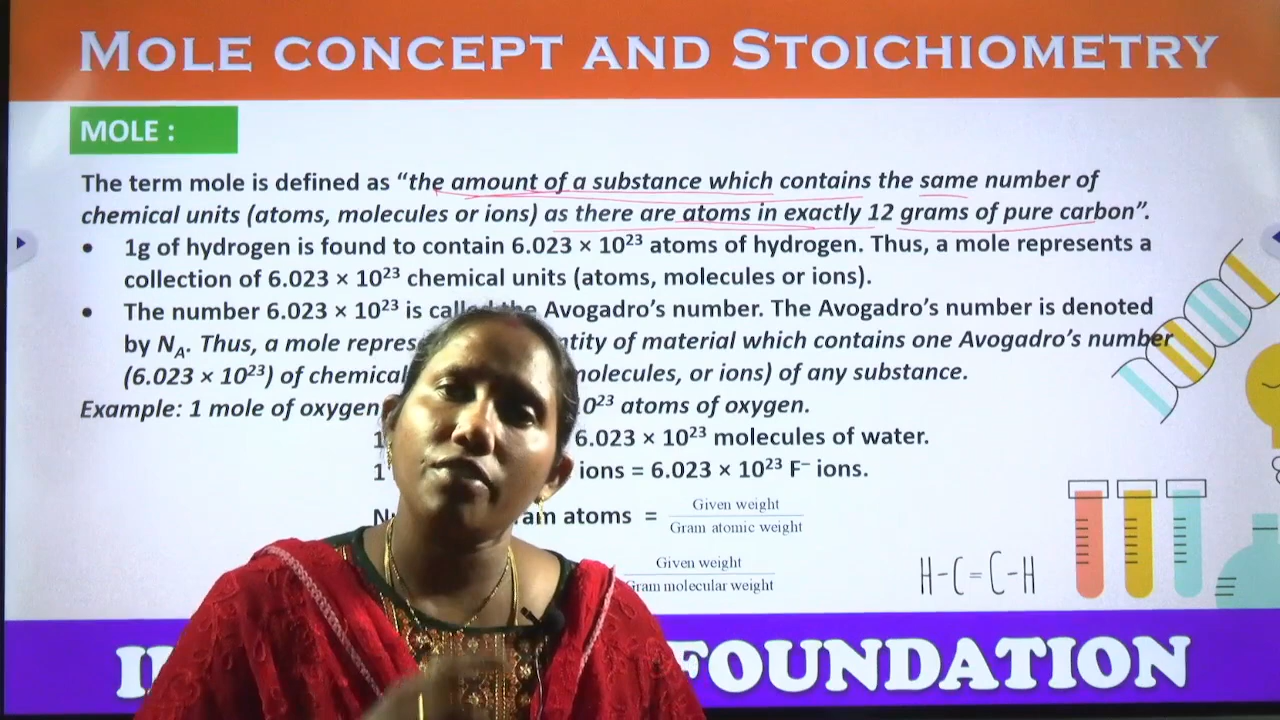 MOLE CONCEPT AND STOICHIOMETRY
MOLE :
The term mole is defined as “the amount of a substance which contains the same number of
chemical units (atoms, molecules or ions) as there are atoms in exactly 12 grams of pure carbon”.
• 1g of hydrogen is found to contain 6.023 × 10²³ atoms of hydrogen. Thus, a mole represents a
collection of 6.023 × 10²³ chemical units (atoms, molecules or ions).
• The number 6.023 × 10²³ is called the Avogadro’s number. The Avogadro’s number is denoted
by N_A. Thus, a mole of material which contains one Avogadro’s number
(6.023 × 10²³) of chemical molecules, or ions) of any substance.
Example: 1 mole of oxygen 10²³ atoms of oxygen.
1 6.023 × 10²³ molecules of water.
1 ions = 6.023 × 10²³ F⁻ ions.
atoms = Given weight
Gram atomic weight
Given weight
Gram molecular weight
H-C=C-H
FOUNDATION